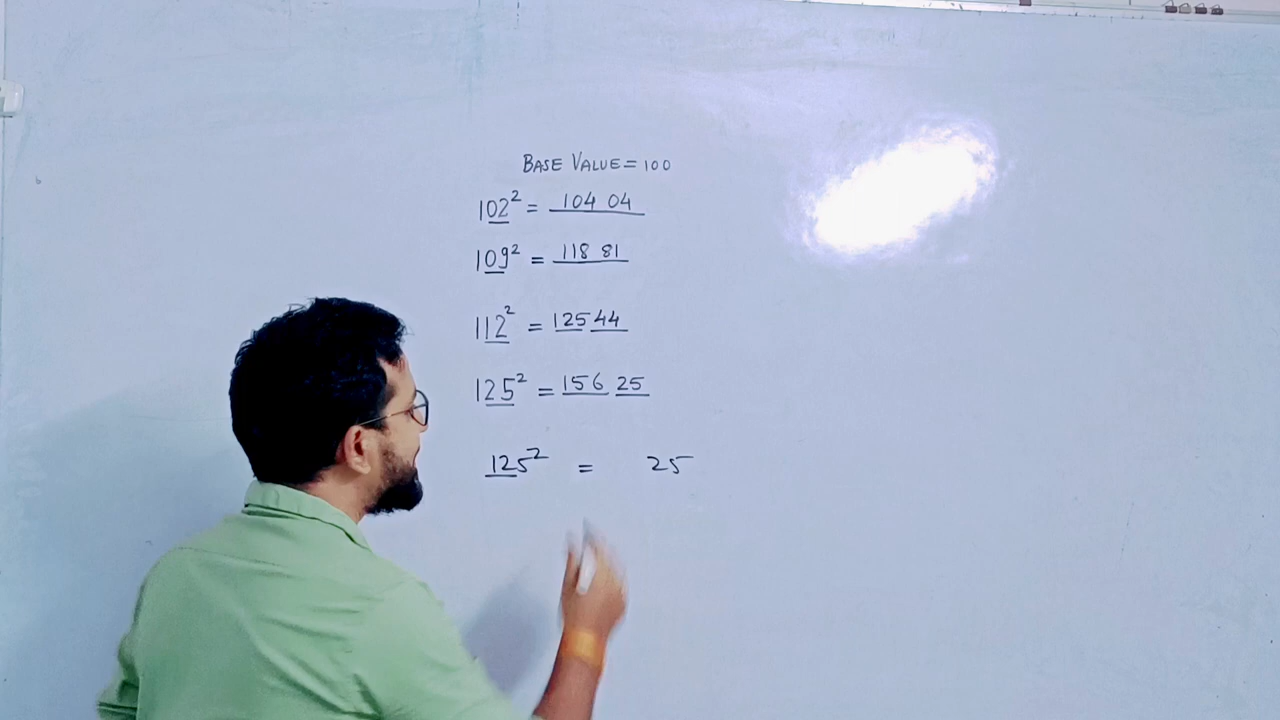 BASE VALUE = 100
102² = 104 04
109² = 118 81
112² = 125 44
125² = 156 25
125² = 25